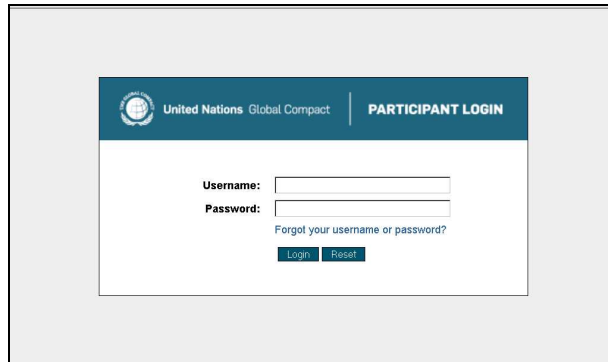 United Nations Global Compact PARTICIPANT LOGIN
Username:
Password:
Forgot your username or password?
Login Reset